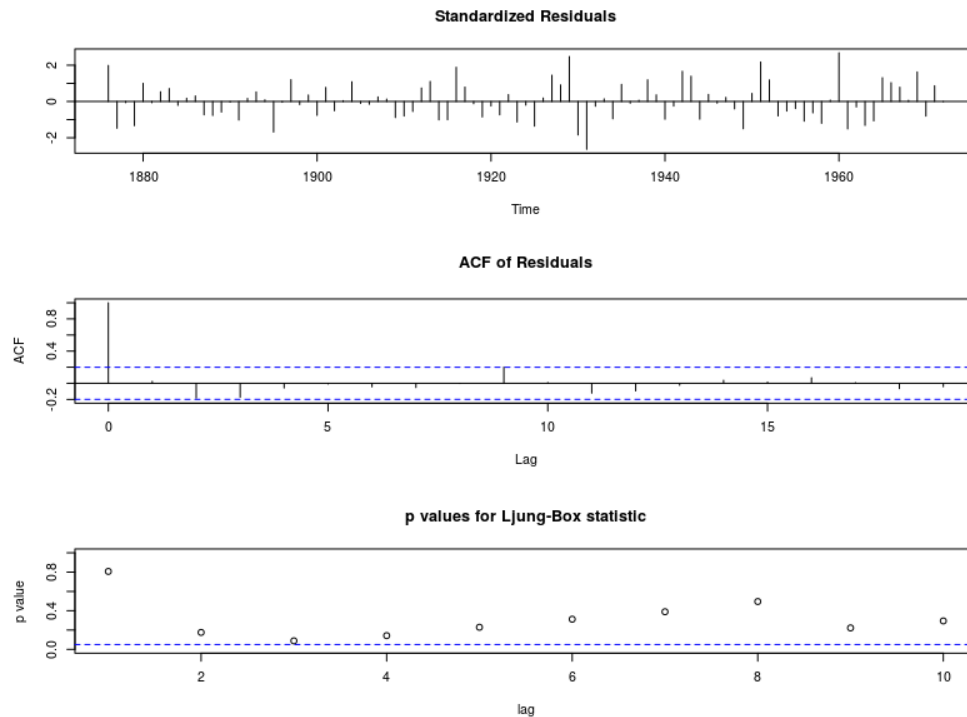 Standardized Residuals
2
0
-2
1880 1900 1920 1940 1960
Time
ACF of Residuals
ACF
0.8
0.4
-0.2
0 5 10 15
Lag
p values for Ljung-Box statistic
p value
0.8
0.4
0.0
2 4 6 8 10
lag